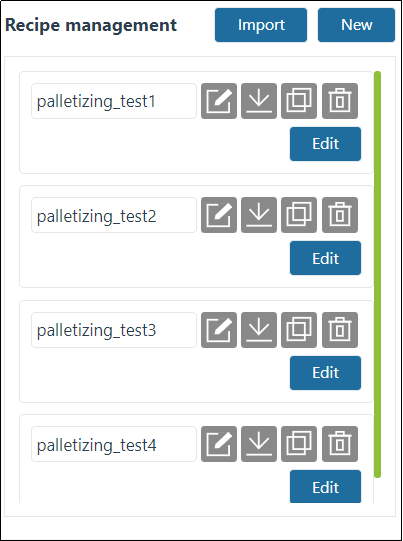 Recipe management Import New
palletizing_test1
Edit
palletizing_test2
Edit
palletizing_test3
Edit
palletizing_test4
Edit